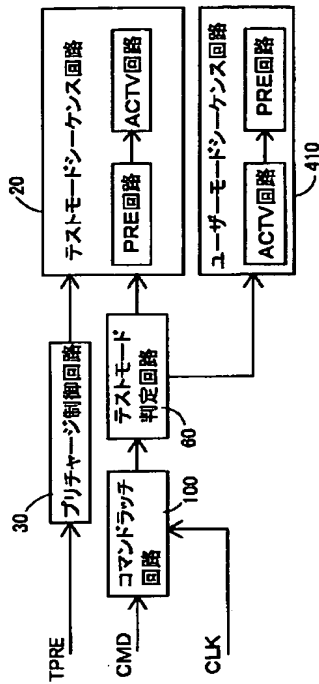 TPRE
30
プリチャージ制御回路
20
テストモードシーケンス回路
PRE回路
ACTV回路
CMD
コマンドラッチ
回路
100
テストモード
判定回路
60
CLK
ユーザーモードシーケンス回路
ACTV回路
PRE回路
410